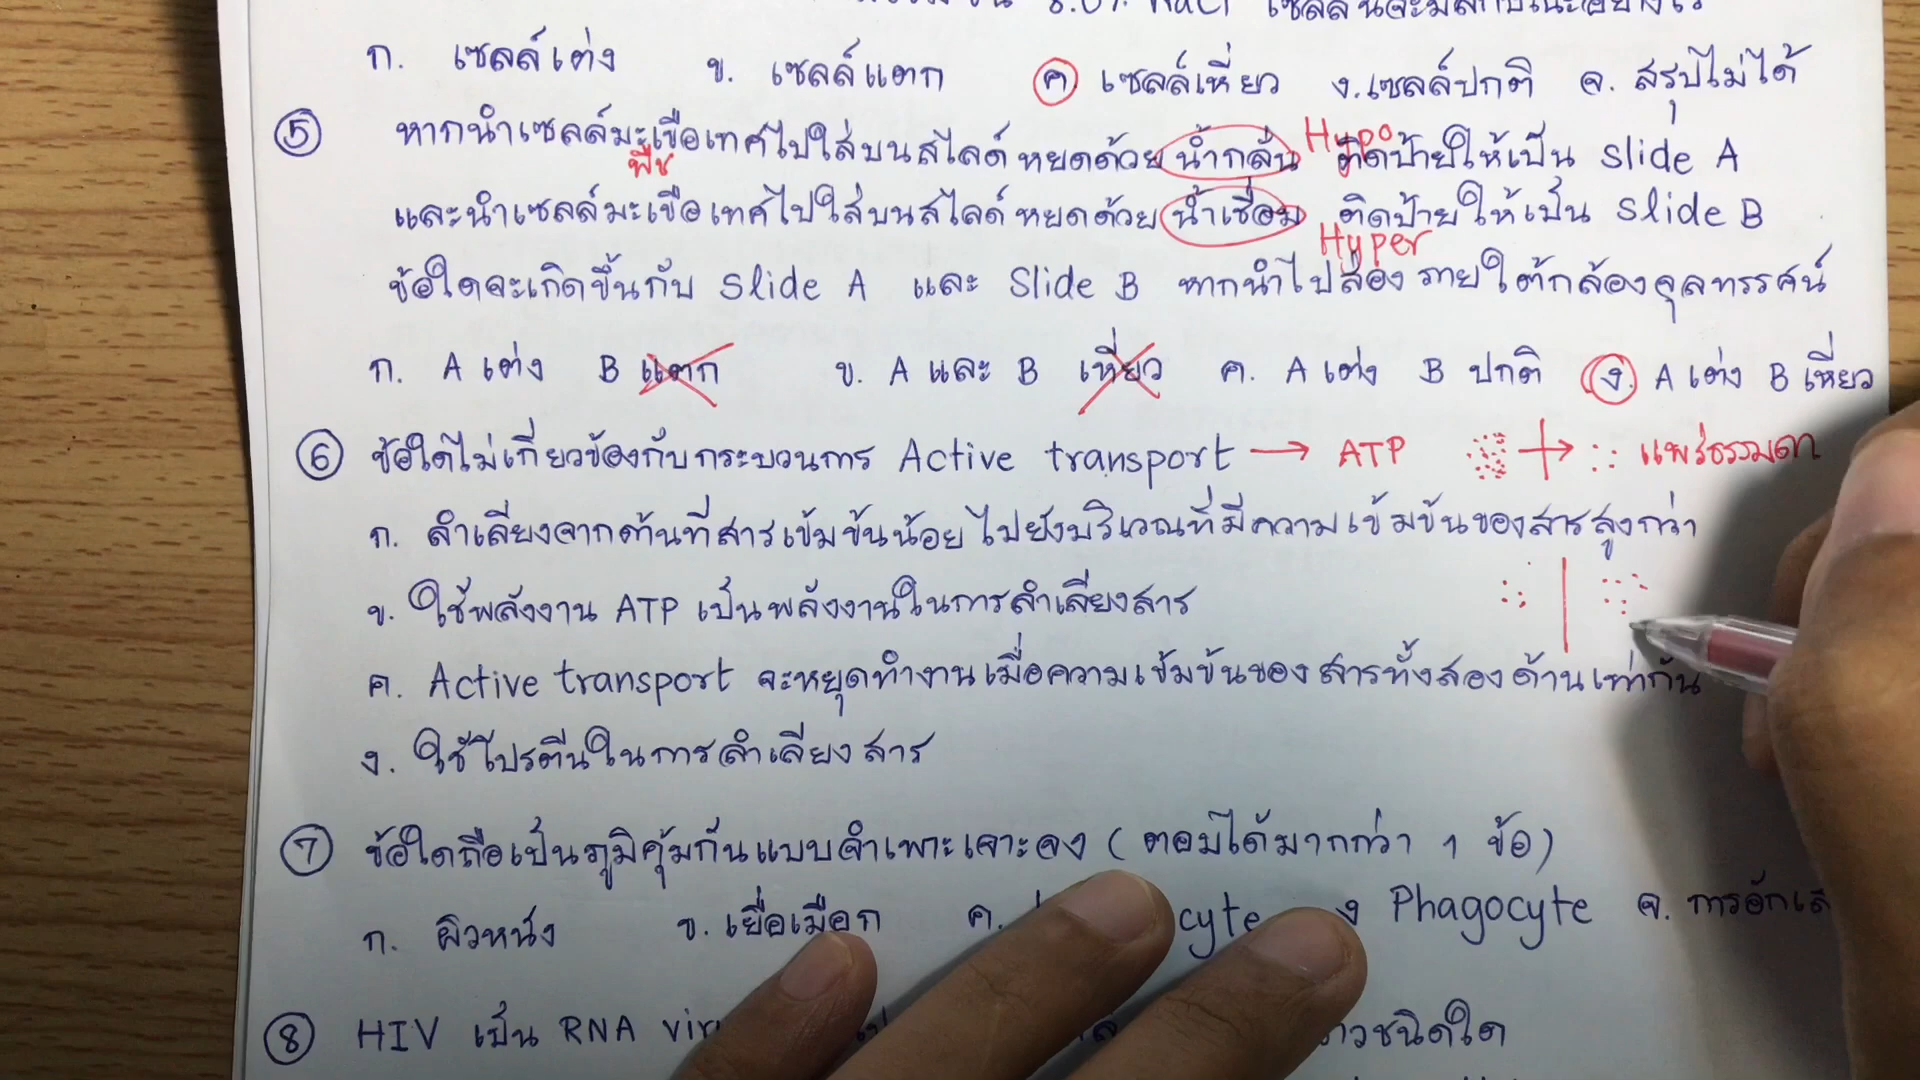 8.0% NaCl
ก. เซลล์เต่ง ข. เซลล์แตก ค. เซลล์เหี่ยว ง. เซลล์ปกติ จ. สรุปไม่ได้
⑤ หากนำเซลล์มะเขือเทศไปใส่บนสไลด์ หยดด้วย น้ำกลั่น Hypo ติดป้ายให้เป็น Slide A
พืช
และนำเซลล์มะเขือเทศไปใส่บนสไลด์ หยดด้วย น้ำเชื่อม ติดป้ายให้เป็น Slide B
Hyper
ข้อใดจะเกิดขึ้นกับ Slide A และ Slide B หากนำไปส่องภายใต้กล้องจุลทรรศน์
ก. A เต่ง B แตก ข. A และ B เหี่ยว ค. A เต่ง B ปกติ ง. A เต่ง B เหี่ยว
⑥ ข้อใดไม่เกี่ยวข้องกับกระบวนการ Active transport → ATP แพร่ธรรมดา
ก. ลำเลียงจากด้านที่สารเข้มข้นน้อย ไปยังบริเวณที่มีความเข้มข้นของสารสูงกว่า
ข. ใช้พลังงาน ATP เป็นพลังงานในการลำเลียงสาร
ค. Active transport จะหยุดทำงานเมื่อความเข้มข้นของสารทั้งสองด้านเท่ากัน
ง. ใช้โปรตีนในการลำเลียงสาร
⑦ ข้อใดถือเป็นภูมิคุ้มกันแบบจำเพาะเจาะจง (ตอบได้มากกว่า 1 ข้อ)
ก. ผิวหนัง ข. เยื่อเมือก ค. cyte ง Phagocyte จ.
⑧ HIV เป็น RNA ชนิดใด